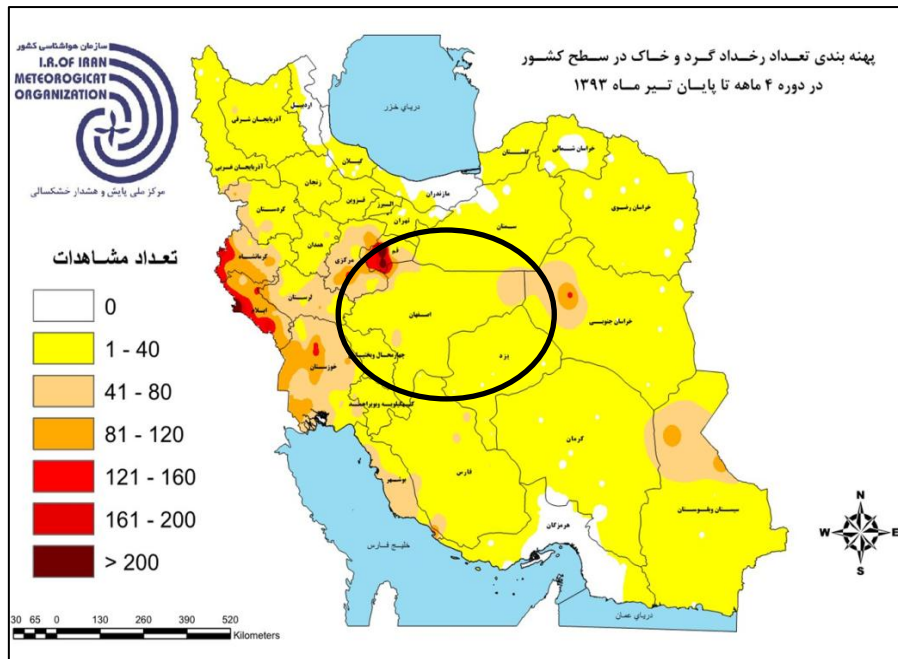 سازمان هواشناسی کشور
I.R.OF IRAN
METEOROGICAT
ORGANIZATION
مرکز ملی پایش و هشدار خشکسالی
پهنه بندی تعداد رخداد گرد و خاک در سطح کشور
در دوره ۴ ماهه تا پایان تیر ماه ۱۳۹۳
دریای خزر
اردبیل
آذربایجان شرقی
آذربایجان غربی
گیلان
زنجان
مازندران
گلستان
خراسان شمالی
خراسان رضوی
کردستان
قزوین
البرز
تهران
سمنان
همدان
قم
مرکزی
کرمانشاه
لرستان
ایلام
اصفهان
خراسان جنوبی
یزد
خوزستان
چهارمحال وبختیاری
کهگیلویه وبویراحمد
کرمان
فارس
بوشهر
سیستان وبلوچستان
هرمزگان
خلیج فارس
دریای عمان
تعداد مشاهدات
0
1 - 40
41 - 80
81 - 120
121 - 160
161 - 200
> 200
N
W E
S
30 65 0 130 260 390 520
Kilometers